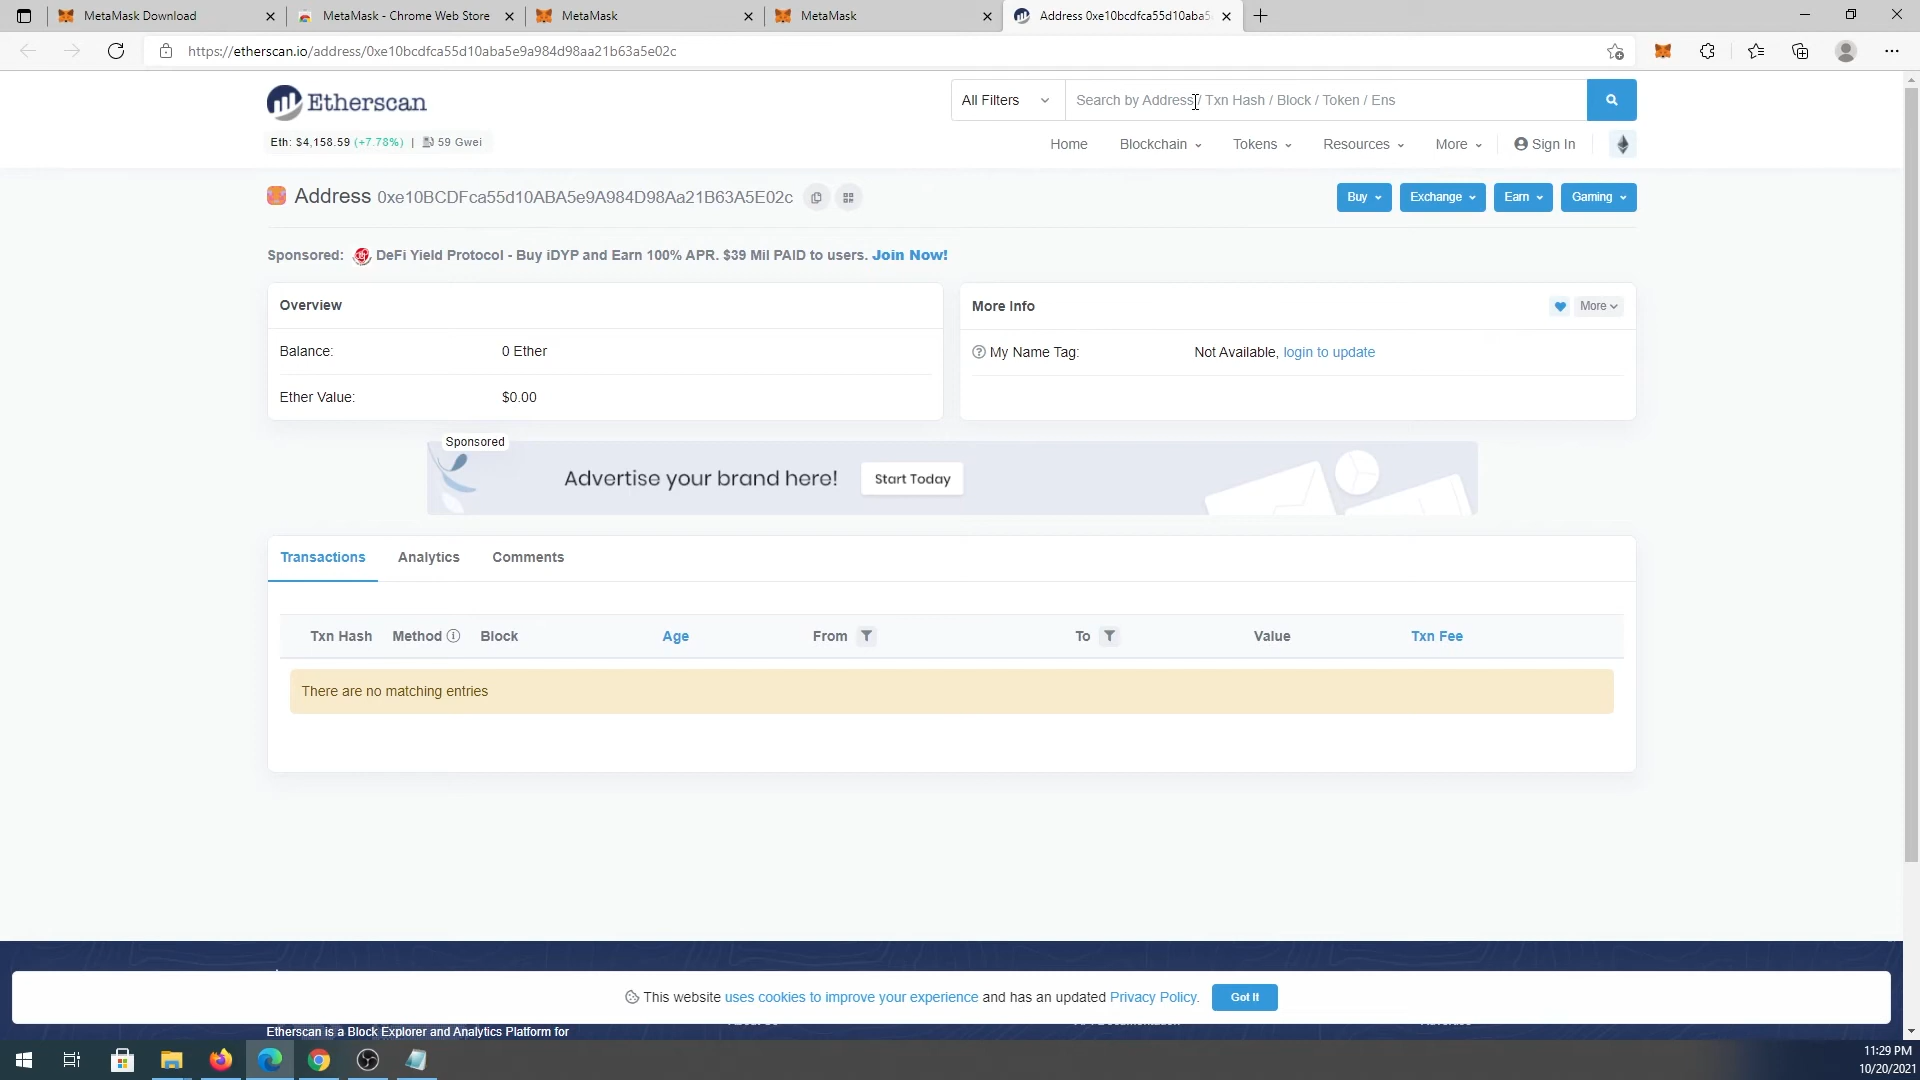 MetaMask Download
MetaMask - Chrome Web Store
MetaMask
MetaMask
Address 0xe10bcdfca55d10aba5
https://etherscan.io/address/0xe10bcdfca55d10aba5e9a984d98aa21b63a5e02c
Etherscan
All Filters
Search by Address / Txn Hash / Block / Token / Ens
Eth: $4,158.59 (+7.78%) | 59 Gwei
Home
Blockchain
Tokens
Resources
More
Sign In
Address 0xe10BCDFca55d10ABA5e9A984D98Aa21B63A5E02c
Buy
Exchange
Earn
Gaming
Sponsored: DeFi Yield Protocol - Buy iDYP and Earn 100% APR. $39 Mil PAID to users. Join Now!
Overview
Balance: 0 Ether
Ether Value: $0.00
More Info
More
My Name Tag: Not Available, login to update
Sponsored
Advertise your brand here!
Start Today
Transactions
Analytics
Comments
Txn Hash
Method
Block
Age
From
To
Value
Txn Fee
There are no matching entries
This website uses cookies to improve your experience and has an updated Privacy Policy.
Got It
Etherscan is a Block Explorer and Analytics Platform for
11:29 PM
10/20/2021